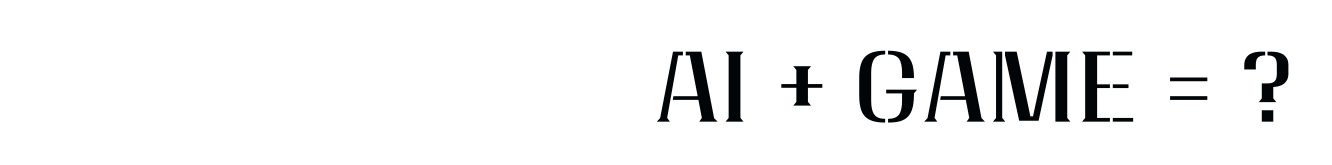 AI + GAME = ?